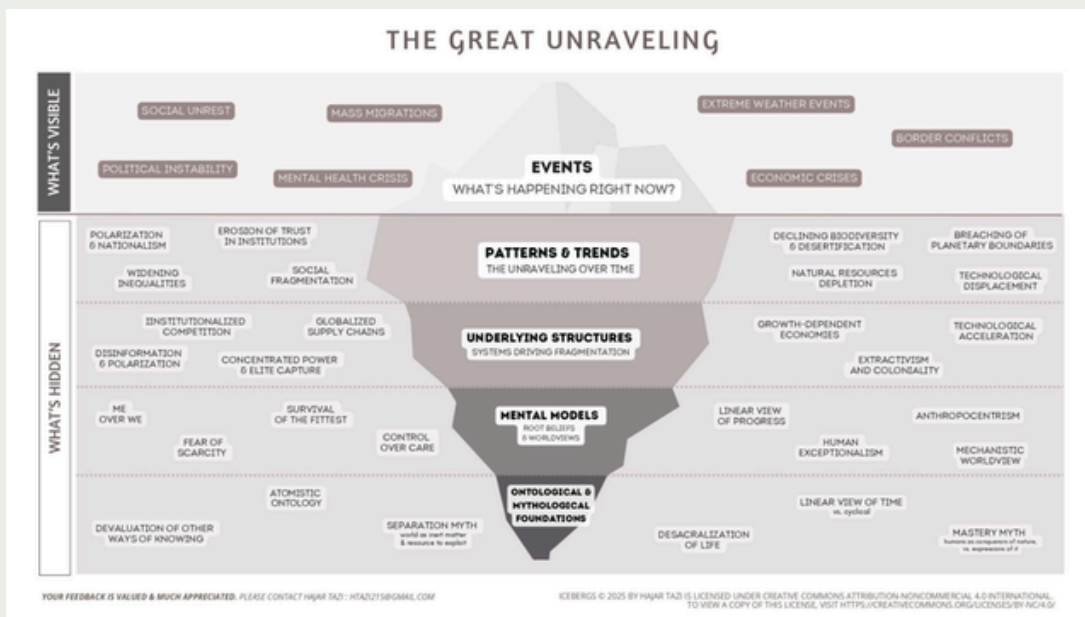 THE GREAT UNRAVELING
WHAT'S VISIBLE
SOCIAL UNREST
MASS MIGRATIONS
EXTREME WEATHER EVENTS
BORDER CONFLICTS
POLITICAL INSTABILITY
MENTAL HEALTH CRISIS
EVENTS
WHAT'S HAPPENING RIGHT NOW?
ECONOMIC CRISES
WHAT'S HIDDEN
POLARIZATION
& NATIONALISM
EROSION OF TRUST
IN INSTITUTIONS
WIDENING
INEQUALITIES
SOCIAL
FRAGMENTATION
PATTERNS & TRENDS
THE UNRAVELING OVER TIME
DECLINING BIODIVERSITY
& DESERTIFICATION
BREACHING OF
PLANETARY BOUNDARIES
NATURAL RESOURCES
DEPLETION
TECHNOLOGICAL
DISPLACEMENT
IINSTITUTIONALIZED
COMPETITION
GLOBALIZED
SUPPLY CHAINS
DISINFORMATION
& POLARIZATION
CONCENTRATED POWER
& ELITE CAPTURE
UNDERLYING STRUCTURES
SYSTEMS DRIVING FRAGMENTATION
GROWTH-DEPENDENT
ECONOMIES
TECHNOLOGICAL
ACCELERATION
EXTRACTIVISM
AND COLONIALITY
ME
OVER WE
SURVIVAL
OF THE FITTEST
FEAR OF
SCARCITY
CONTROL
OVER CARE
MENTAL MODELS
ROOT BELIEFS
& WORLDVIEWS
LINEAR VIEW
OF PROGRESS
ANTHROPOCENTRISM
HUMAN
EXCEPTIONALISM
MECHANISTIC
WORLDVIEW
ATOMISTIC
ONTOLOGY
DEVALUATION OF OTHER
WAYS OF KNOWING
SEPARATION MYTH
world as inert matter
& resource to exploit
ONTOLOGICAL &
MYTHOLOGICAL
FOUNDATIONS
LINEAR VIEW OF TIME
vs. cyclical
DESACRALIZATION
OF LIFE
MASTERY MYTH
humans as conquerors of nature,
vs. expressions of it
YOUR FEEDBACK IS VALUED & MUCH APPRECIATED. PLEASE CONTACT HAJAR TAZI : HTAZI215@GMAIL.COM
ICEBERGS © 2025 BY HAJAR TAZI IS LICENSED UNDER CREATIVE COMMONS ATTRIBUTION-NONCOMMERCIAL 4.0 INTERNATIONAL.
TO VIEW A COPY OF THIS LICENSE, VISIT HTTPS://CREATIVECOMMONS.ORG/LICENSES/BY-NC/4.0/